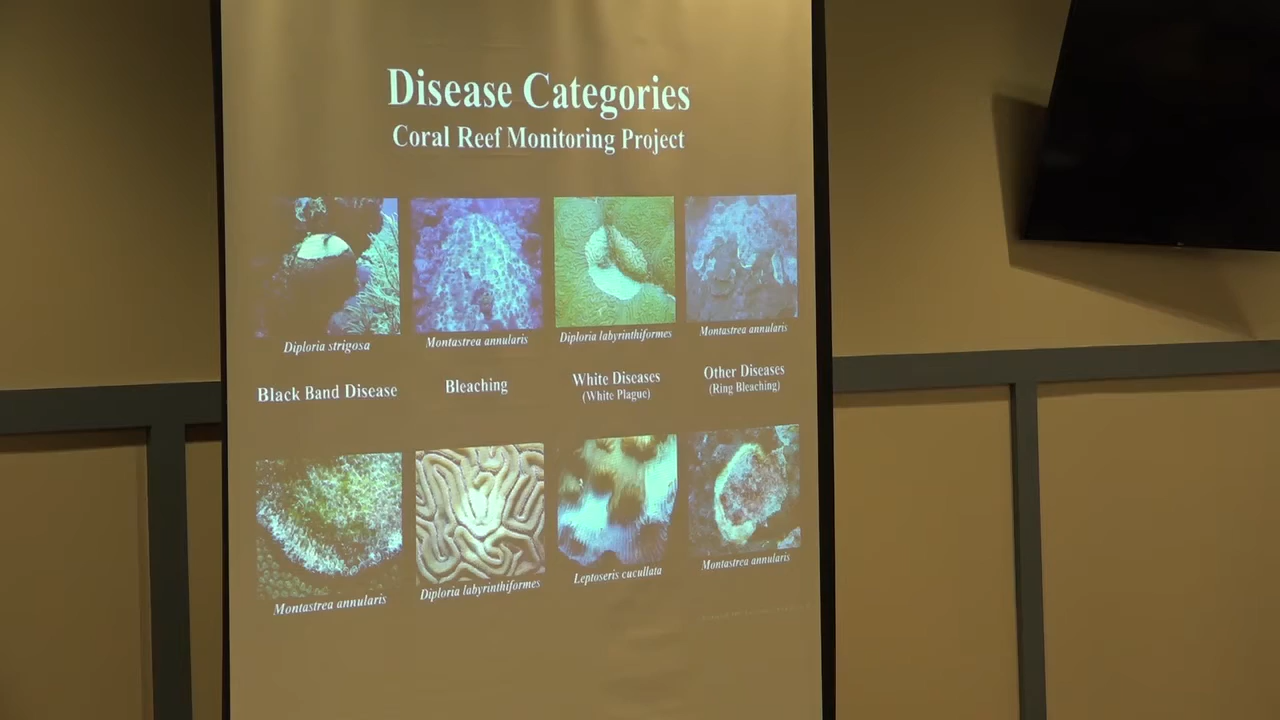 Disease Categories
Coral Reef Monitoring Project
Diploria strigosa
Montastrea annularis
Diploria labyrinthiformes
Montastrea annularis
Black Band Disease
Bleaching
White Diseases
(White Plague)
Other Diseases
(Ring Bleaching)
Montastrea annularis
Diploria labyrinthiformes
Leptoseris cucullata
Montastrea annularis